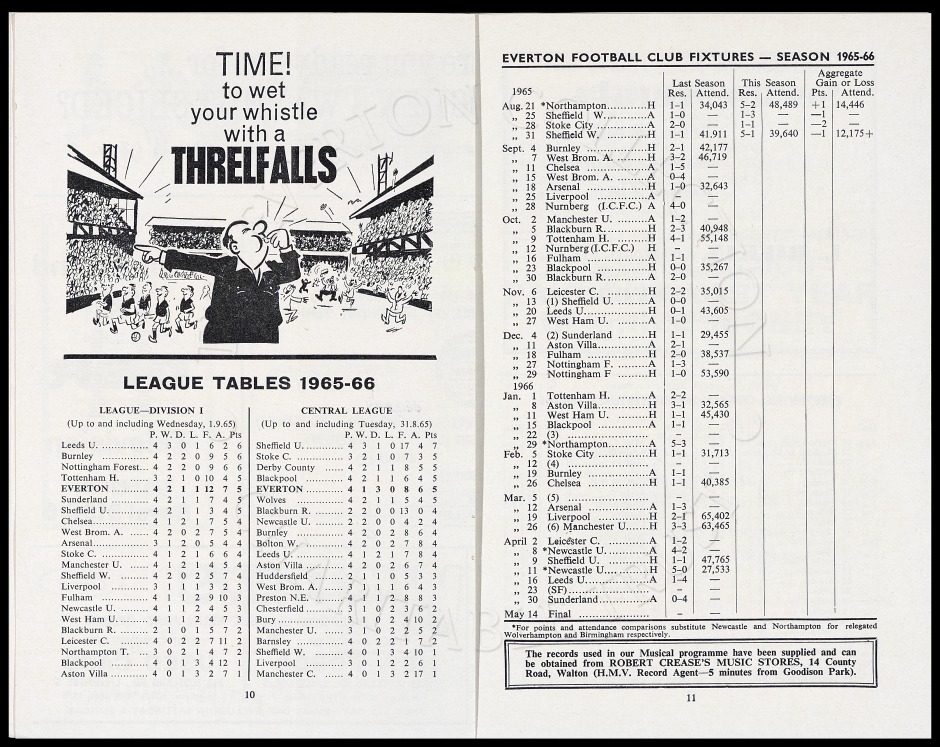 TIME!
to wet
your whistle
with a
THRELFALLS
LEAGUE TABLES 1965-66
LEAGUE—DIVISION I
(Up to and including Wednesday, 1.9.65)
P. W. D. L. F. A. Pts
Leeds U. .......... 4 3 0 1 6 2 6
Burnley .......... 4 2 2 0 9 5 6
Nottingham Forest... 4 2 2 0 9 6 6
Tottenham H. ...... 3 2 1 0 10 4 5
EVERTON .......... 4 2 1 1 12 7 5
Sunderland ........ 4 2 1 1 7 4 5
Sheffield U. ........ 4 2 1 1 3 4 5
Chelsea............ 4 1 2 1 7 5 4
West Brom. A. .... 4 2 0 2 7 5 4
Arsenal............ 3 1 2 0 5 4 4
Stoke C. .......... 4 1 2 1 6 6 4
Manchester U. ...... 4 1 2 1 4 5 4
Sheffield W. ........ 4 2 0 2 5 7 4
Liverpool .......... 3 1 1 1 3 2 3
Fulham ............ 4 1 1 2 9 10 3
Newcastle U. ...... 4 1 1 2 4 5 3
West Ham U. ...... 4 1 1 2 4 7 3
Blackburn R. ...... 2 1 0 1 5 7 2
Leicester C. ........ 4 0 2 2 7 11 2
Northampton T. .... 3 0 2 1 4 7 2
Blackpool .......... 4 0 1 3 4 12 1
Aston Villa ........ 4 0 1 3 2 7 1
CENTRAL LEAGUE
(Up to and including Tuesday, 31.8.65)
P. W. D. L. F. A. Pts
Sheffield U. ........ 4 3 1 0 17 4 7
Stoke C. .......... 3 2 1 0 7 3 5
Derby County ...... 4 2 1 1 8 5 5
Blackpool .......... 4 2 1 1 6 4 5
EVERTON .......... 4 1 3 0 8 6 5
Wolves .......... 4 2 1 1 5 4 5
Blackburn R. ...... 2 2 0 0 13 0 4
Newcastle U. ...... 2 2 0 0 4 2 4
Burnley .......... 4 2 0 2 9 4 4
Bolton W. .......... 4 2 0 2 7 8 4
Leeds U. .......... 4 1 2 1 7 8 4
Aston Villa ........ 4 2 0 2 6 7 4
Huddersfield ...... 2 1 1 0 5 3 3
West Brom. A. .... 3 1 1 1 6 4 3
Preston N.E. ...... 4 1 1 2 8 8 3
Chesterfield ........ 3 1 0 2 3 6 2
Bury .............. 3 1 0 2 4 10 2
Manchester U. ...... 3 1 0 2 2 5 2
Barnsley .......... 4 0 2 2 1 7 2
Sheffield W. ........ 4 0 1 3 4 10 1
Liverpool .......... 3 0 1 2 2 6 1
Manchester C. ...... 4 0 1 3 2 17 1
10
EVERTON FOOTBALL CLUB FIXTURES — SEASON 1965-66
Last Season This Season Aggregate Gain or Loss
1965 Res. Attend. Res. Attend. Pts. Attend.
Aug. 21 *Northampton............H 1–1 34,043 5–2 48,489 +1 14,446
„ 25 Sheffield W.............A 1–0 — 1–3 — —1 —
„ 28 Stoke City ..............A 2–0 — 1–1 — —2 —
„ 31 Sheffield W. ............H 1–1 41.911 5–1 39,640 —1 12,175+
Sept. 4 Burnley ................H 2–1 42,177
„ 7 West Brom. A. ..........H 3–2 46,719
„ 11 Chelsea ................A 1–5 —
„ 15 West Brom. A. ..........A 0–4 —
„ 18 Arsenal ................H 1–0 32,643
„ 25 Liverpool ..............A – —
„ 28 Nurnberg (I.C.F.C.) A 4–0 —
Oct. 2 Manchester U. ..........A 1–2 —
„ 5 Blackburn R.............H 2–3 40,948
„ 9 Tottenham H. ...........H 4–1 55,148
„ 12 Nurnberg (I.C.F.C.) H – —
„ 16 Fulham .................A 1–1 —
„ 23 Blackpool ..............H 0–0 35,267
„ 30 Blackburn R. ...........A 2–0 —
Nov. 6 Leicester C. ............H 2–2 35,015
„ 13 (1) Sheffield U. .........A 0–0 —
„ 20 Leeds U.................H 0–1 43,605
„ 27 West Ham U. ...........A 1–0 —
Dec. 4 (2) Sunderland ..........H 1–1 29,455
„ 11 Aston Villa..............A 2–1 —
„ 18 Fulham .................H 2–0 38,537
„ 27 Nottingham F. ..........A 1–3 —
„ 29 Nottingham F ..........H 1–0 53,590
1966
Jan. 1 Tottenham H. ...........A 2–2 —
„ 8 Aston Villa..............H 3–1 32,565
„ 11 West Ham U. ...........H 1–1 45,430
„ 15 Blackpool ..............A 1–1 —
„ 22 (3) .................... – —
„ 29 *Northampton............A 5–3 —
Feb. 5 Stoke City ..............H 1–1 31,713
„ 12 (4) .................... – —
„ 19 Burnley ................A 1–1 —
„ 26 Chelsea ................H 1–1 40,385
Mar. 5 (5) .................... – —
„ 12 Arsenal ................A 1–3 —
„ 19 Liverpool ..............H 2–1 65,402
„ 26 (6) Manchester U........H 3–3 63,465
April 2 Leicester C. ............A 1–2 —
„ 8 *Newcastle U. ...........A 4–2 —
„ 9 Sheffield U. ............H 1–1 47,765
„ 11 *Newcastle U.............H 5–0 27,533
„ 16 Leeds U.................A 1–4 —
„ 23 (SF)....................
„ 30 Sunderland ..............A 0–4 —
May 14 Final .................. – —
*For points and attendance comparisons substitute Newcastle and Northampton for relegated
Wolverhampton and Birmingham respectively.
The records used in our Musical programme have been supplied and can
be obtained from ROBERT CREASE'S MUSIC STORES, 14 County
Road, Walton (H.M.V. Record Agent—5 minutes from Goodison Park).
11